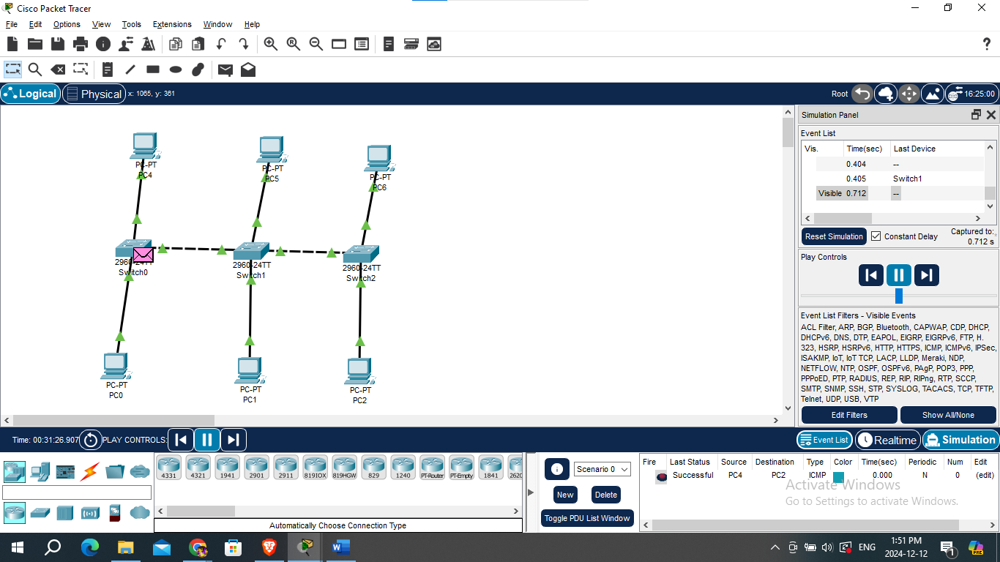 Cisco Packet Tracer
File Edit Options View Tools Extensions Window Help
?
Logical Physical x: 1065, y: 361 Root 16:25:00
Simulation Panel
Event List
Vis. Time(sec) Last Device
0.404 --
0.405 Switch1
Visible 0.712 --
Reset Simulation Constant Delay Captured to:
0.712 s
Play Controls
Event List Filters - Visible Events
ACL Filter, ARP, BGP, Bluetooth, CAPWAP, CDP, DHCP,
DHCPv6, DNS, DTP, EAPOL, EIGRP, EIGRPv6, FTP, H.
323, HSRP, HSRPv6, HTTP, HTTPS, ICMP, ICMPv6, IPSec,
ISAKMP, IoT, IoT TCP, LACP, LLDP, Meraki, NDP,
NETFLOW, NTP, OSPF, OSPFv6, PAgP, POP3, PPP,
PPPoED, PTP, RADIUS, REP, RIP, RIPng, RTP, SCCP,
SMTP, SNMP, SSH, STP, SYSLOG, TACACS, TCP, TFTP,
Telnet, UDP, USB, VTP
Edit Filters Show All/None
PC-PT
PC4
PC-PT
PC5
PC-PT
PC6
2960-24TT
Switch0
2960-24TT
Switch1
2960-24TT
Switch2
PC-PT
PC0
PC-PT
PC1
PC-PT
PC2
Time: 00:31:26.907 PLAY CONTROLS: Event List Realtime Simulation
4331 4321 1941 2901 2911 819IOX 819HGW 829 1240 PT-Router PT-Empty 1841 2620
Automatically Choose Connection Type
Scenario 0
New Delete
Toggle PDU List Window
Fire Last Status Source Destination Type Color Time(sec) Periodic Num Edit
Successful PC4 PC2 ICMP 0.000 N 0 (edit)
Activate Windows
Go to Settings to activate Windows.
ENG 1:51 PM
2024-12-12
1
PRE